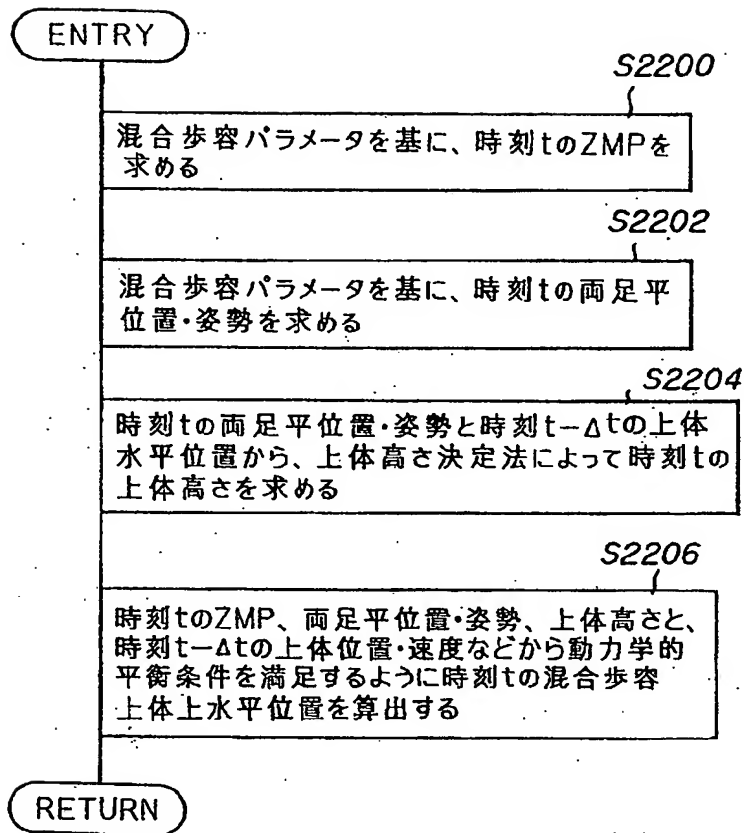 ENTRY
S2200
混合歩容パラメータを基に、時刻tのZMPを
求める
S2202
混合歩容パラメータを基に、時刻tの両足平
位置・姿勢を求める
S2204
時刻tの両足平位置・姿勢と時刻t-Δtの上体
水平位置から、上体高さ決定法によって時刻tの
上体高さを求める
S2206
時刻tのZMP、両足平位置・姿勢、上体高さと、
時刻t-Δtの上体位置・速度などから動力学的
平衡条件を満足するように時刻tの混合歩容
上体上水平位置を算出する
RETURN